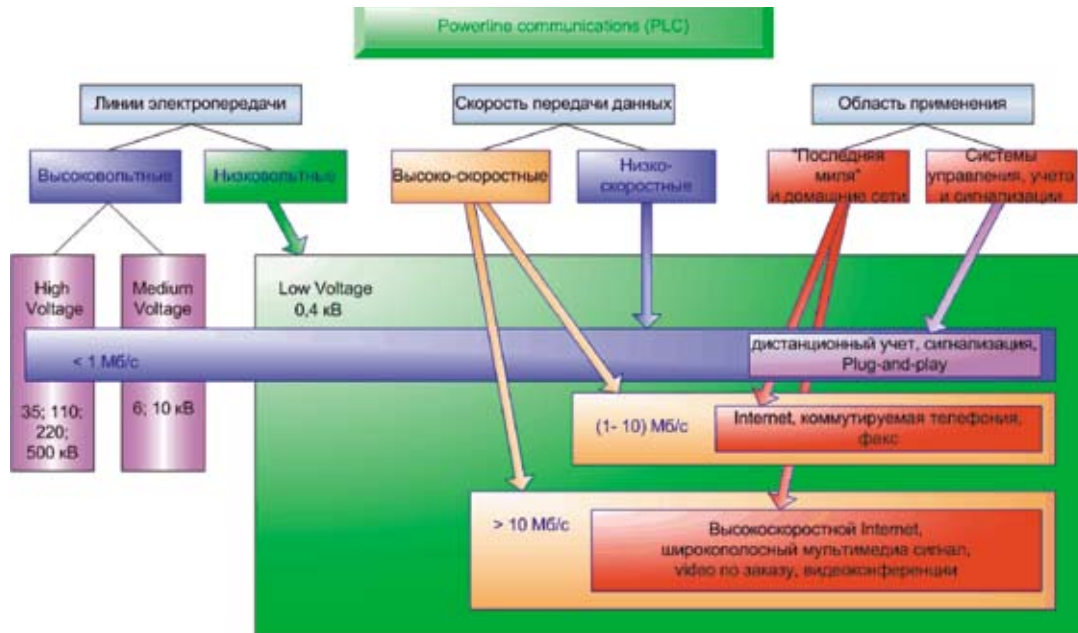 Powerline communications (PLC)
Линии электропередачи
Скорость передачи данных
Область применения
Высоковольтные
Низковольтные
Высоко-скоростные
Низко-
скоростные
"Последняя
миля"
и домашние сети
Системы
управления, учета
и сигнализации
High
Voltage
Medium
Voltage
Low Voltage
0,4 кВ
< 1 Мб/с
дистанционный учет, сигнализация,
Plug-and-play
35; 110;
220;
500 кВ
6; 10 кВ
(1- 10) Мб/с
Internet, коммутируемая телефония,
факс
> 10 Мб/с
Высокоскоростной Internet,
широкополосный мультимедиа сигнал,
video по заказу, видеоконференции